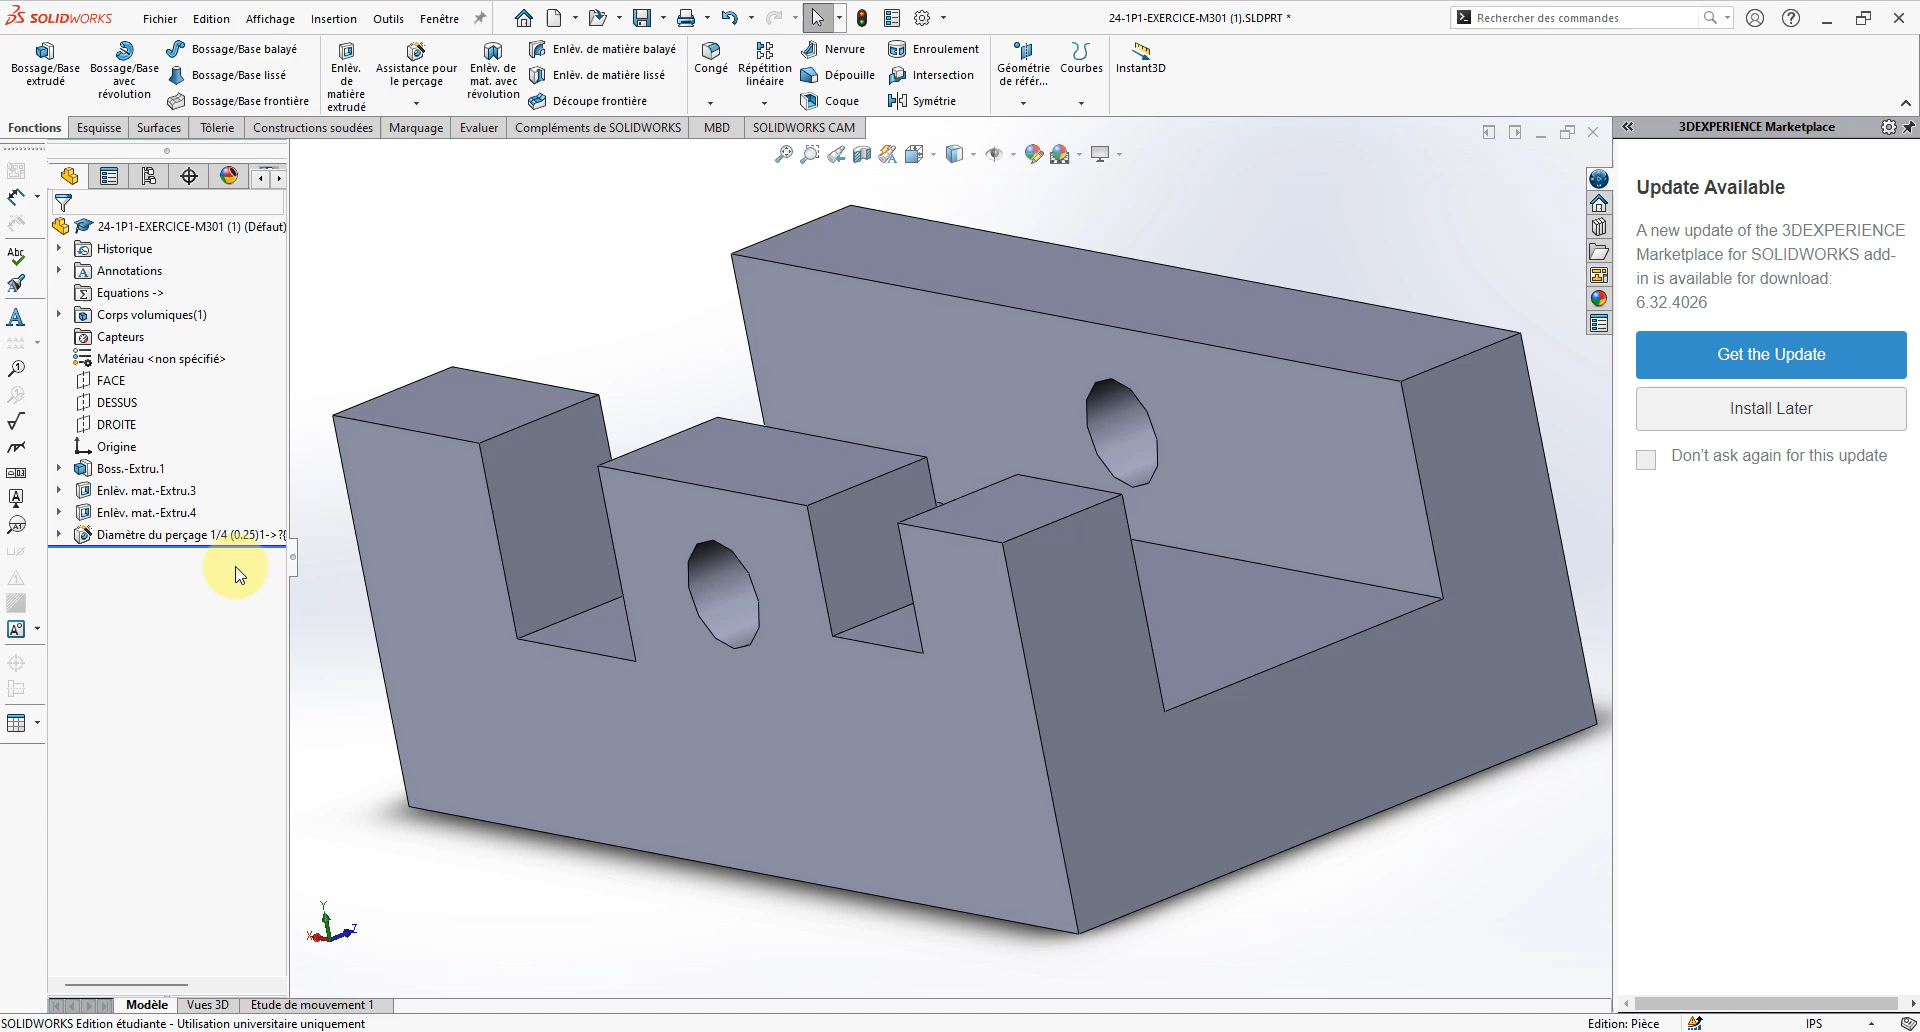 SOLIDWORKS Fichier Edition Affichage Insertion Outils Fenêtre 24-1P1-EXERCICE-M301 (1).SLDPRT * Rechercher des commandes
Bossage/Base extrudé
Bossage/Base avec révolution
Bossage/Base balayé
Bossage/Base lissé
Bossage/Base frontière
Enlèv. de matière extrudé
Assistance pour le perçage
Enlèv. de mat. avec révolution
Enlèv. de matière balayé
Enlèv. de matière lissé
Découpe frontière
Congé
Répétition linéaire
Nervure
Dépouille
Coque
Enroulement
Intersection
Symétrie
Géométrie de référ...
Courbes
Instant3D
Fonctions Esquisse Surfaces Tôlerie Constructions soudées Marquage Evaluer Compléments de SOLIDWORKS MBD SOLIDWORKS CAM
24-1P1-EXERCICE-M301 (1) (Défaut)
Historique
Annotations
Equations ->
Corps volumiques(1)
Capteurs
Matériau <non spécifié>
FACE
DESSUS
DROITE
Origine
Boss.-Extru.1
Enlèv. mat.-Extru.3
Enlèv. mat.-Extru.4
Diamètre du perçage 1/4 (0.25)1->?{
Abc
Y
X
Z
3DEXPERIENCE Marketplace
Update Available
A new update of the 3DEXPERIENCE
Marketplace for SOLIDWORKS add-
in is available for download:
6.32.4026
Get the Update
Install Later
Don't ask again for this update
Modèle Vues 3D Etude de mouvement 1
SOLIDWORKS Edition étudiante - Utilisation universitaire uniquement Edition: Pièce IPS